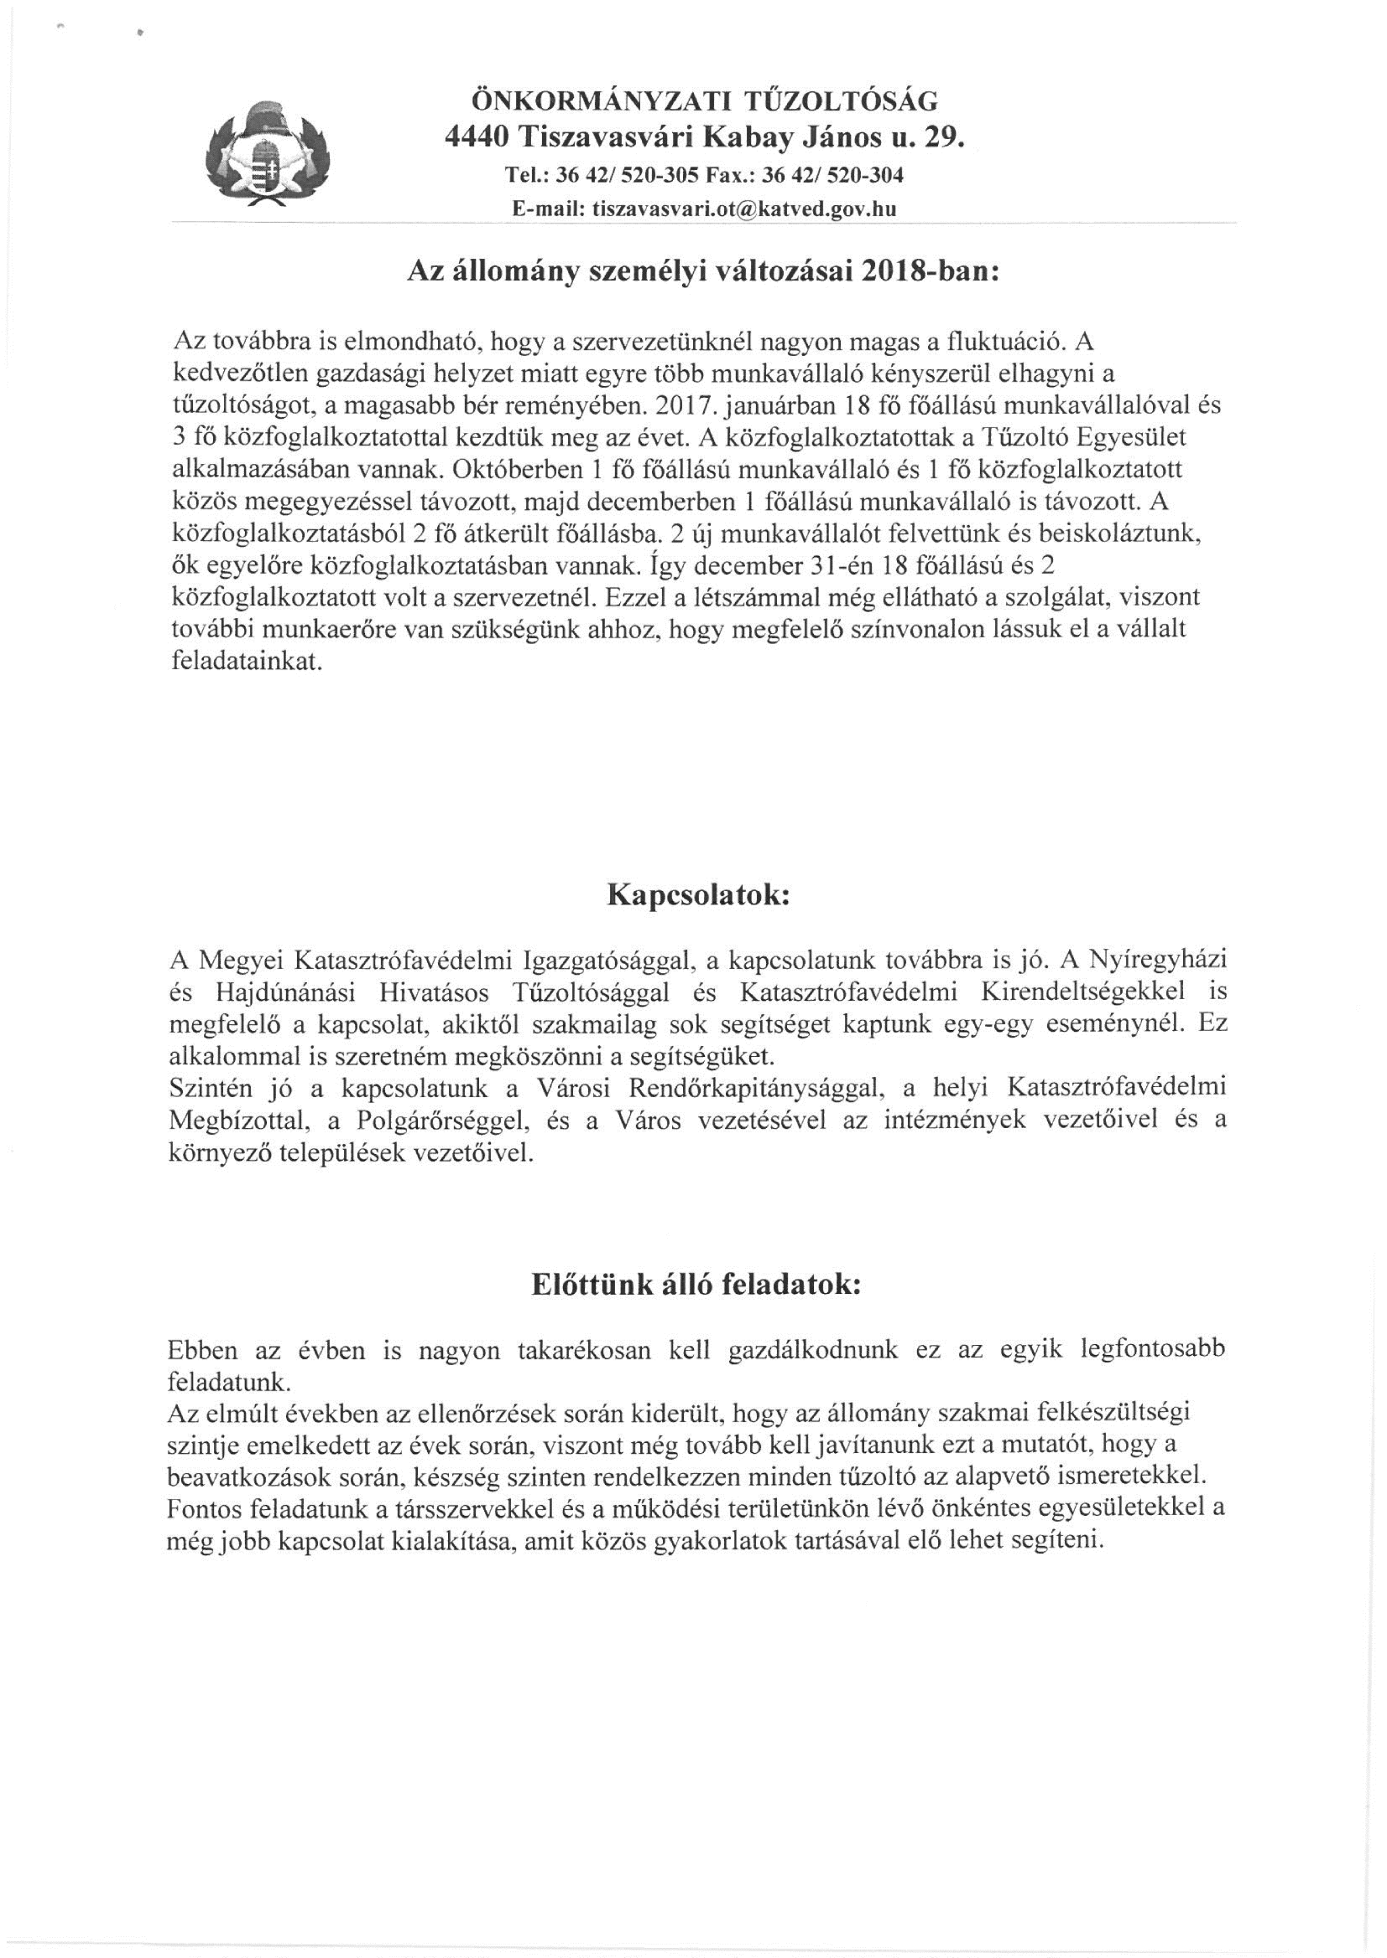 ÖNKORMÁNYZATI TŰZOLTÓSÁG
4440 Tiszavasvári Kabay János u. 29.
Tel.: 36 42/ 520-305 Fax.: 36 42/ 520-304
E-mail: tiszavasvari.ot@katved.gov.hu
Az állomány személyi változásai 2018-ban:
Az továbbra is elmondható, hogy a szervezetünknél nagyon magas a fluktuáció. A
kedvezőtlen gazdasági helyzet miatt egyre több munkavállaló kényszerül elhagyni a
tűzoltóságot, a magasabb bér reményében. 2017. januárban 18 fő főállású munkavállalóval és
3 fő közfoglalkoztatottal kezdtük meg az évet. A közfoglalkoztatottak a Tűzoltó Egyesület
alkalmazásában vannak. Októberben 1 fő főállású munkavállaló és 1 fő közfoglalkoztatott
közös megegyezéssel távozott, majd decemberben 1 főállású munkavállaló is távozott. A
közfoglalkoztatásból 2 fő átkerült főállásba. 2 új munkavállalót felvettünk és beiskoláztunk,
ők egyelőre közfoglalkoztatásban vannak. Így december 31-én 18 főállású és 2
közfoglalkoztatott volt a szervezetnél. Ezzel a létszámmal még ellátható a szolgálat, viszont
további munkaerőre van szükségünk ahhoz, hogy megfelelő színvonalon lássuk el a vállalt
feladatainkat.
Kapcsolatok:
A Megyei Katasztrófavédelmi Igazgatósággal, a kapcsolatunk továbbra is jó. A Nyíregyházi
és Hajdúnánási Hivatásos Tűzoltósággal és Katasztrófavédelmi Kirendeltségekkel is
megfelelő a kapcsolat, akiktől szakmailag sok segítséget kaptunk egy-egy eseménynél. Ez
alkalommal is szeretném megköszönni a segítségüket.
Szintén jó a kapcsolatunk a Városi Rendőrkapitánysággal, a helyi Katasztrófavédelmi
Megbízottal, a Polgárőrséggel, és a Város vezetésével az intézmények vezetőivel és a
környező települések vezetőivel.
Előttünk álló feladatok:
Ebben az évben is nagyon takarékosan kell gazdálkodnunk ez az egyik legfontosabb
feladatunk.
Az elmúlt években az ellenőrzések során kiderült, hogy az állomány szakmai felkészültségi
szintje emelkedett az évek során, viszont még tovább kell javítanunk ezt a mutatót, hogy a
beavatkozások során, készség szinten rendelkezzen minden tűzoltó az alapvető ismeretekkel.
Fontos feladatunk a társszervekkel és a működési területünkön lévő önkéntes egyesületekkel a
még jobb kapcsolat kialakítása, amit közös gyakorlatok tartásával elő lehet segíteni.